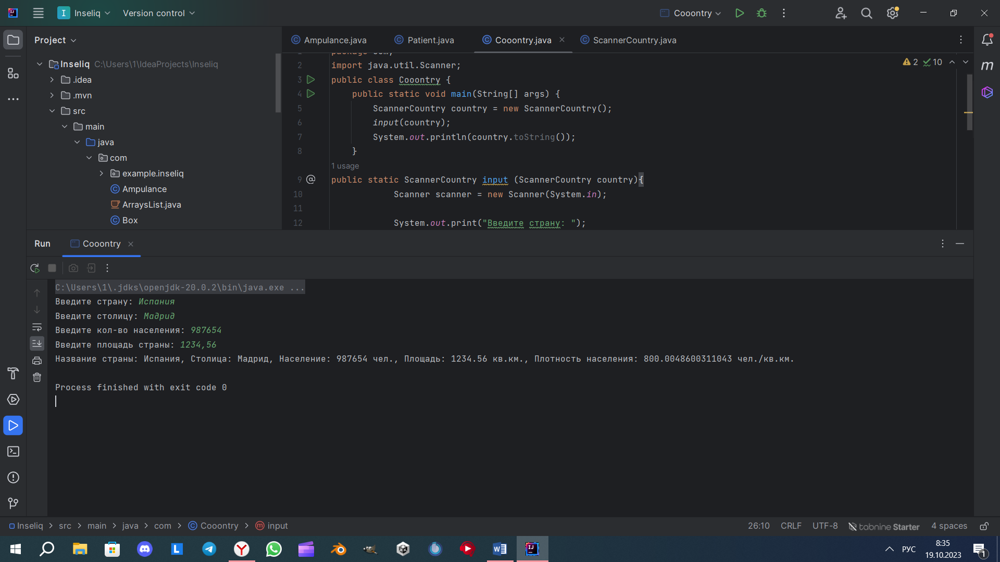 Inseliq
Version control
Cooontry
Project
Ampulance.java
Patient.java
Cooontry.java
ScannerCountry.java
Inseliq C:\Users\1\IdeaProjects\Inseliq
.idea
.mvn
src
main
java
com
example.inseliq
Ampulance
ArraysList.java
Box
2 import java.util.Scanner;
3 public class Cooontry {
4 public static void main(String[] args) {
5 ScannerCountry country = new ScannerCountry();
6 input(country);
7 System.out.println(country.toString());
8 }
1 usage
9 @ public static ScannerCountry input (ScannerCountry country){
10 Scanner scanner = new Scanner(System.in);
11
12 System.out.print("Введите страну: ");
2 10
m
Run Cooontry
C:\Users\1\.jdks\openjdk-20.0.2\bin\java.exe ...
Введите страну: Испания
Введите столицу: Мадрид
Введите кол-во населения: 987654
Введите площадь страны: 1234,56
Название страны: Испания, Столица: Мадрид, Население: 987654 чел., Площадь: 1234.56 кв.км., Плотность населения: 800.0048600311043 чел./кв.км.
Process finished with exit code 0
Inseliq > src > main > java > com > Cooontry > input
26:10 CRLF UTF-8 tabnine Starter 4 spaces
РУС
8:35
19.10.2023
1